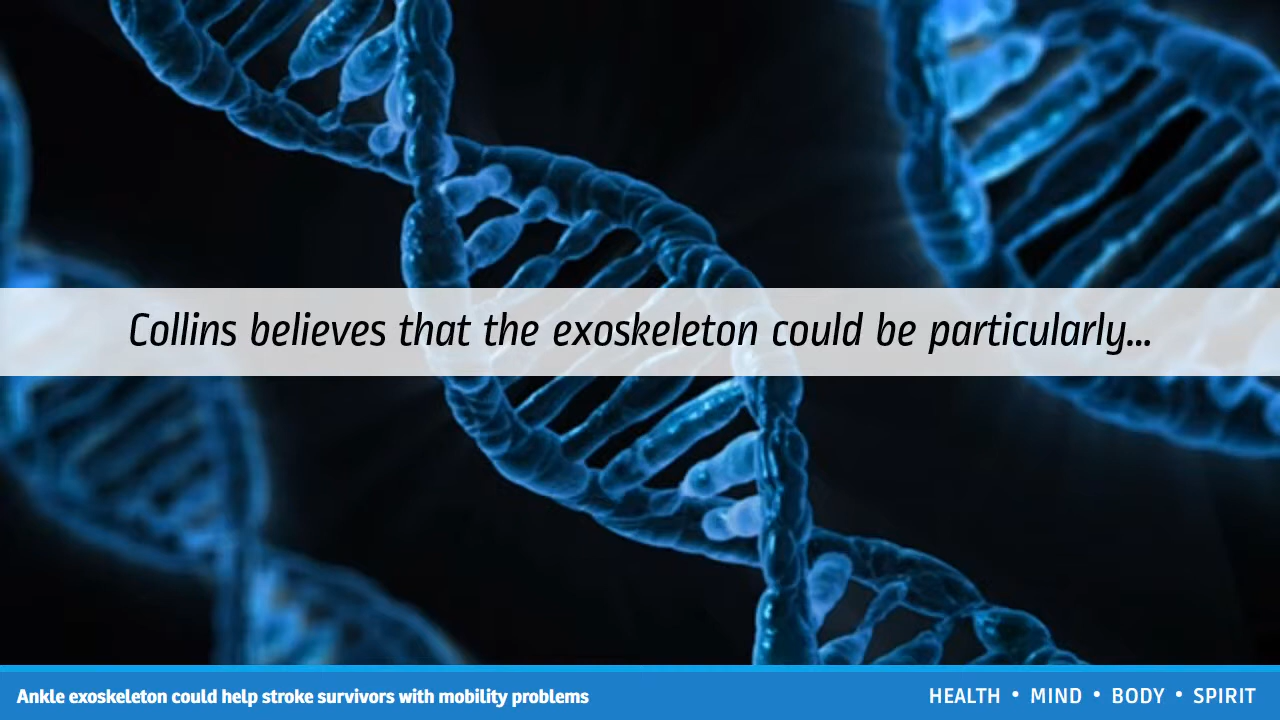 Collins believes that the exoskeleton could be particularly...
Ankle exoskeleton could help stroke survivors with mobility problems
HEALTH • MIND • BODY • SPIRIT